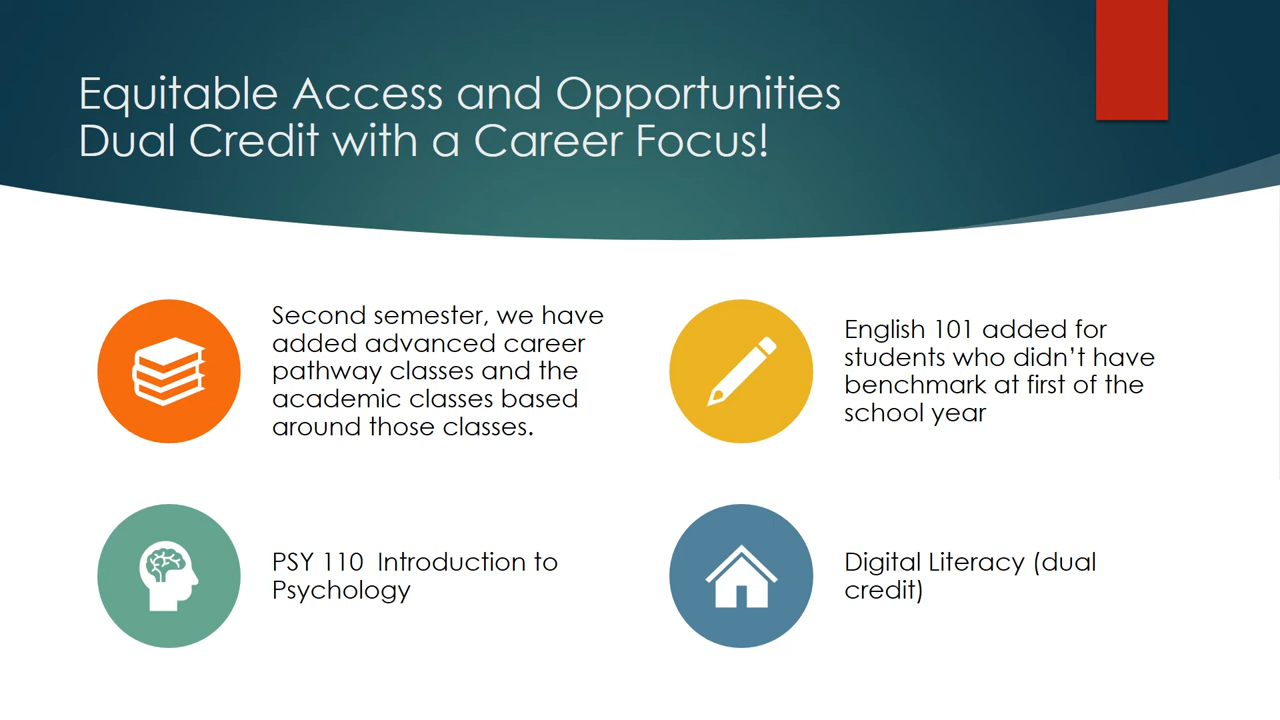 Equitable Access and Opportunities
Dual Credit with a Career Focus!
Second semester, we have
added advanced career
pathway classes and the
academic classes based
around those classes.
English 101 added for
students who didn’t have
benchmark at first of the
school year
PSY 110  Introduction to
Psychology
Digital Literacy (dual
credit)